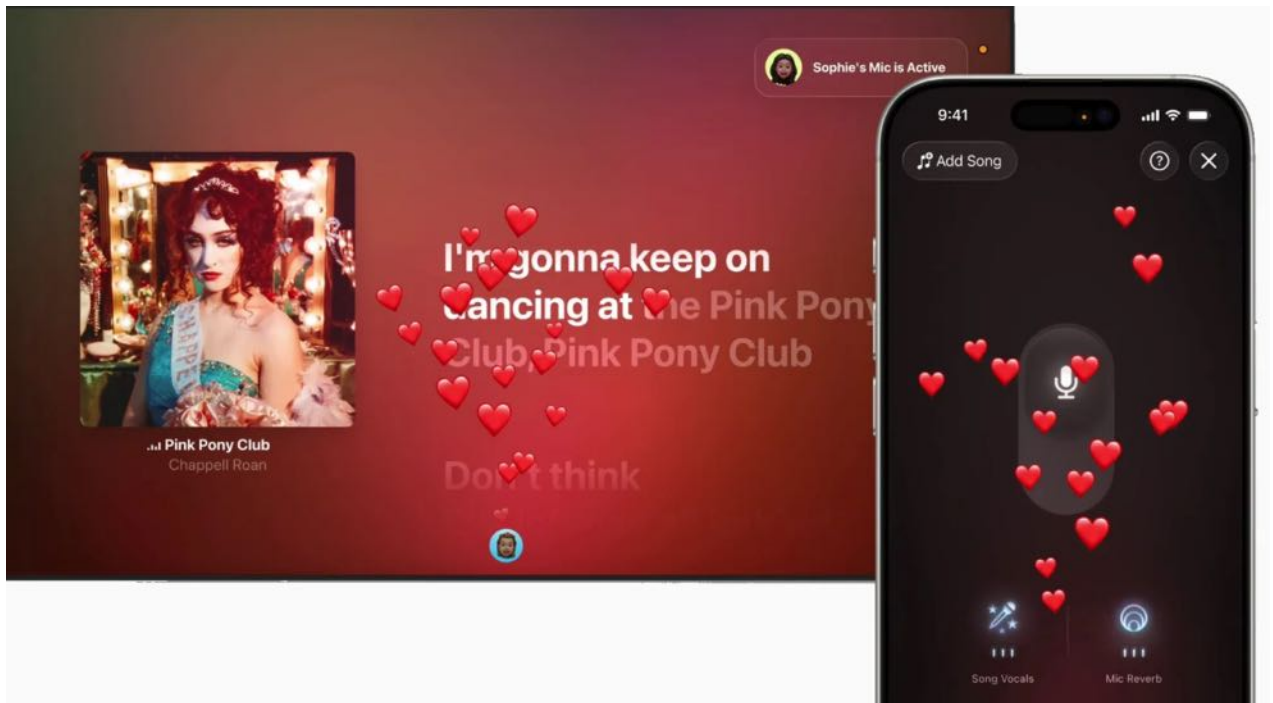 Sophie's Mic is Active
I'm gonna keep on
dancing at the Pink Pony
Club, Pink Pony Club
Don't think
Pink Pony Club
Chappell Roan
9:41
Add Song
?
Song Vocals
Mic Reverb